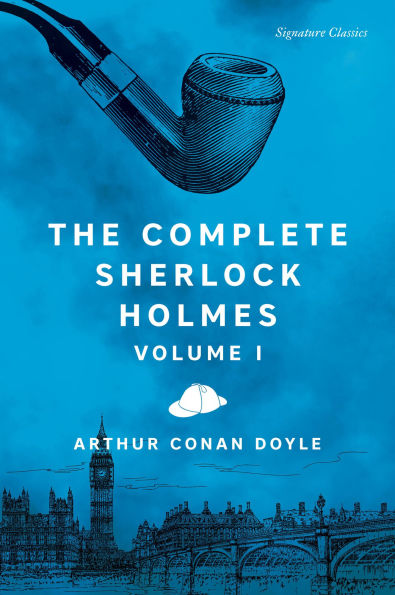 Signature Classics
THE COMPLETE
SHERLOCK
HOLMES
VOLUME I
ARTHUR CONAN DOYLE